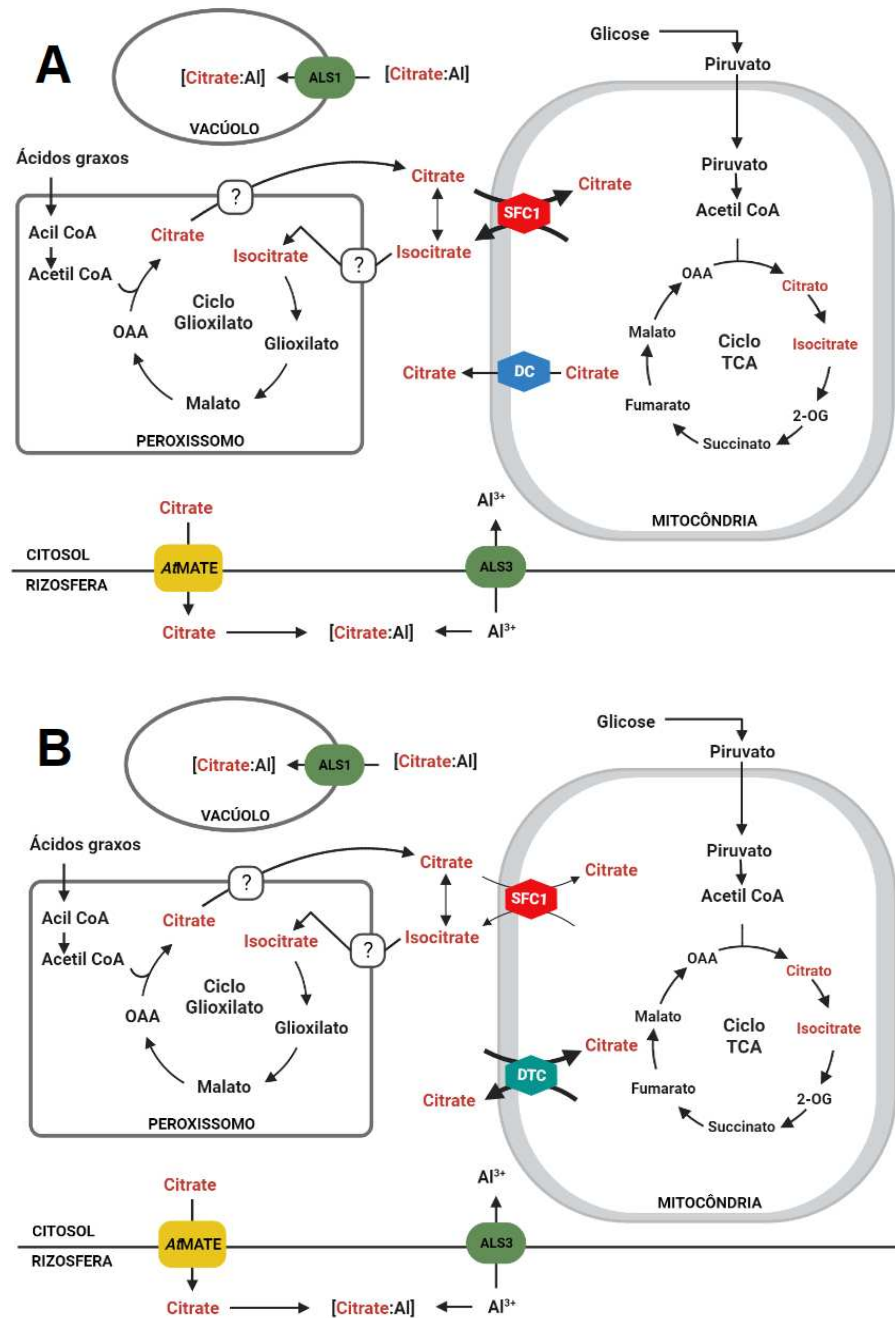 A
Glicose
Piruvato
[Citrate:Al]
ALS1
[Citrate:Al]
VACÚOLO
Ácidos graxos
Acil CoA
Acetil CoA
OAA
Citrate
Isocitrate
Ciclo
Glioxilato
Glioxilato
Malato
PEROXISSOMO
?
?
Citrate
Isocitrate
SFC1
Citrate
Piruvato
Acetil CoA
OAA
Citrato
Malato
Ciclo
TCA
Isocitrate
Fumarato
2-OG
Succinato
Citrate
DC
Citrate
MITOCÔNDRIA
Citrate
Al³⁺
CITOSOL
RIZOSFERA
AtMATE
ALS3
Citrate
[Citrate:Al]
Al³⁺
B
Glicose
Piruvato
[Citrate:Al]
ALS1
[Citrate:Al]
VACÚOLO
Ácidos graxos
Acil CoA
Acetil CoA
OAA
Citrate
Isocitrate
Ciclo
Glioxilato
Glioxilato
Malato
PEROXISSOMO
?
?
Citrate
Isocitrate
SFC1
Citrate
Piruvato
Acetil CoA
OAA
Citrato
Malato
Ciclo
TCA
Isocitrate
Fumarato
2-OG
Succinato
Citrate
DTC
Citrate
MITOCÔNDRIA
Citrate
Al³⁺
CITOSOL
RIZOSFERA
AtMATE
ALS3
Citrate
[Citrate:Al]
Al³⁺